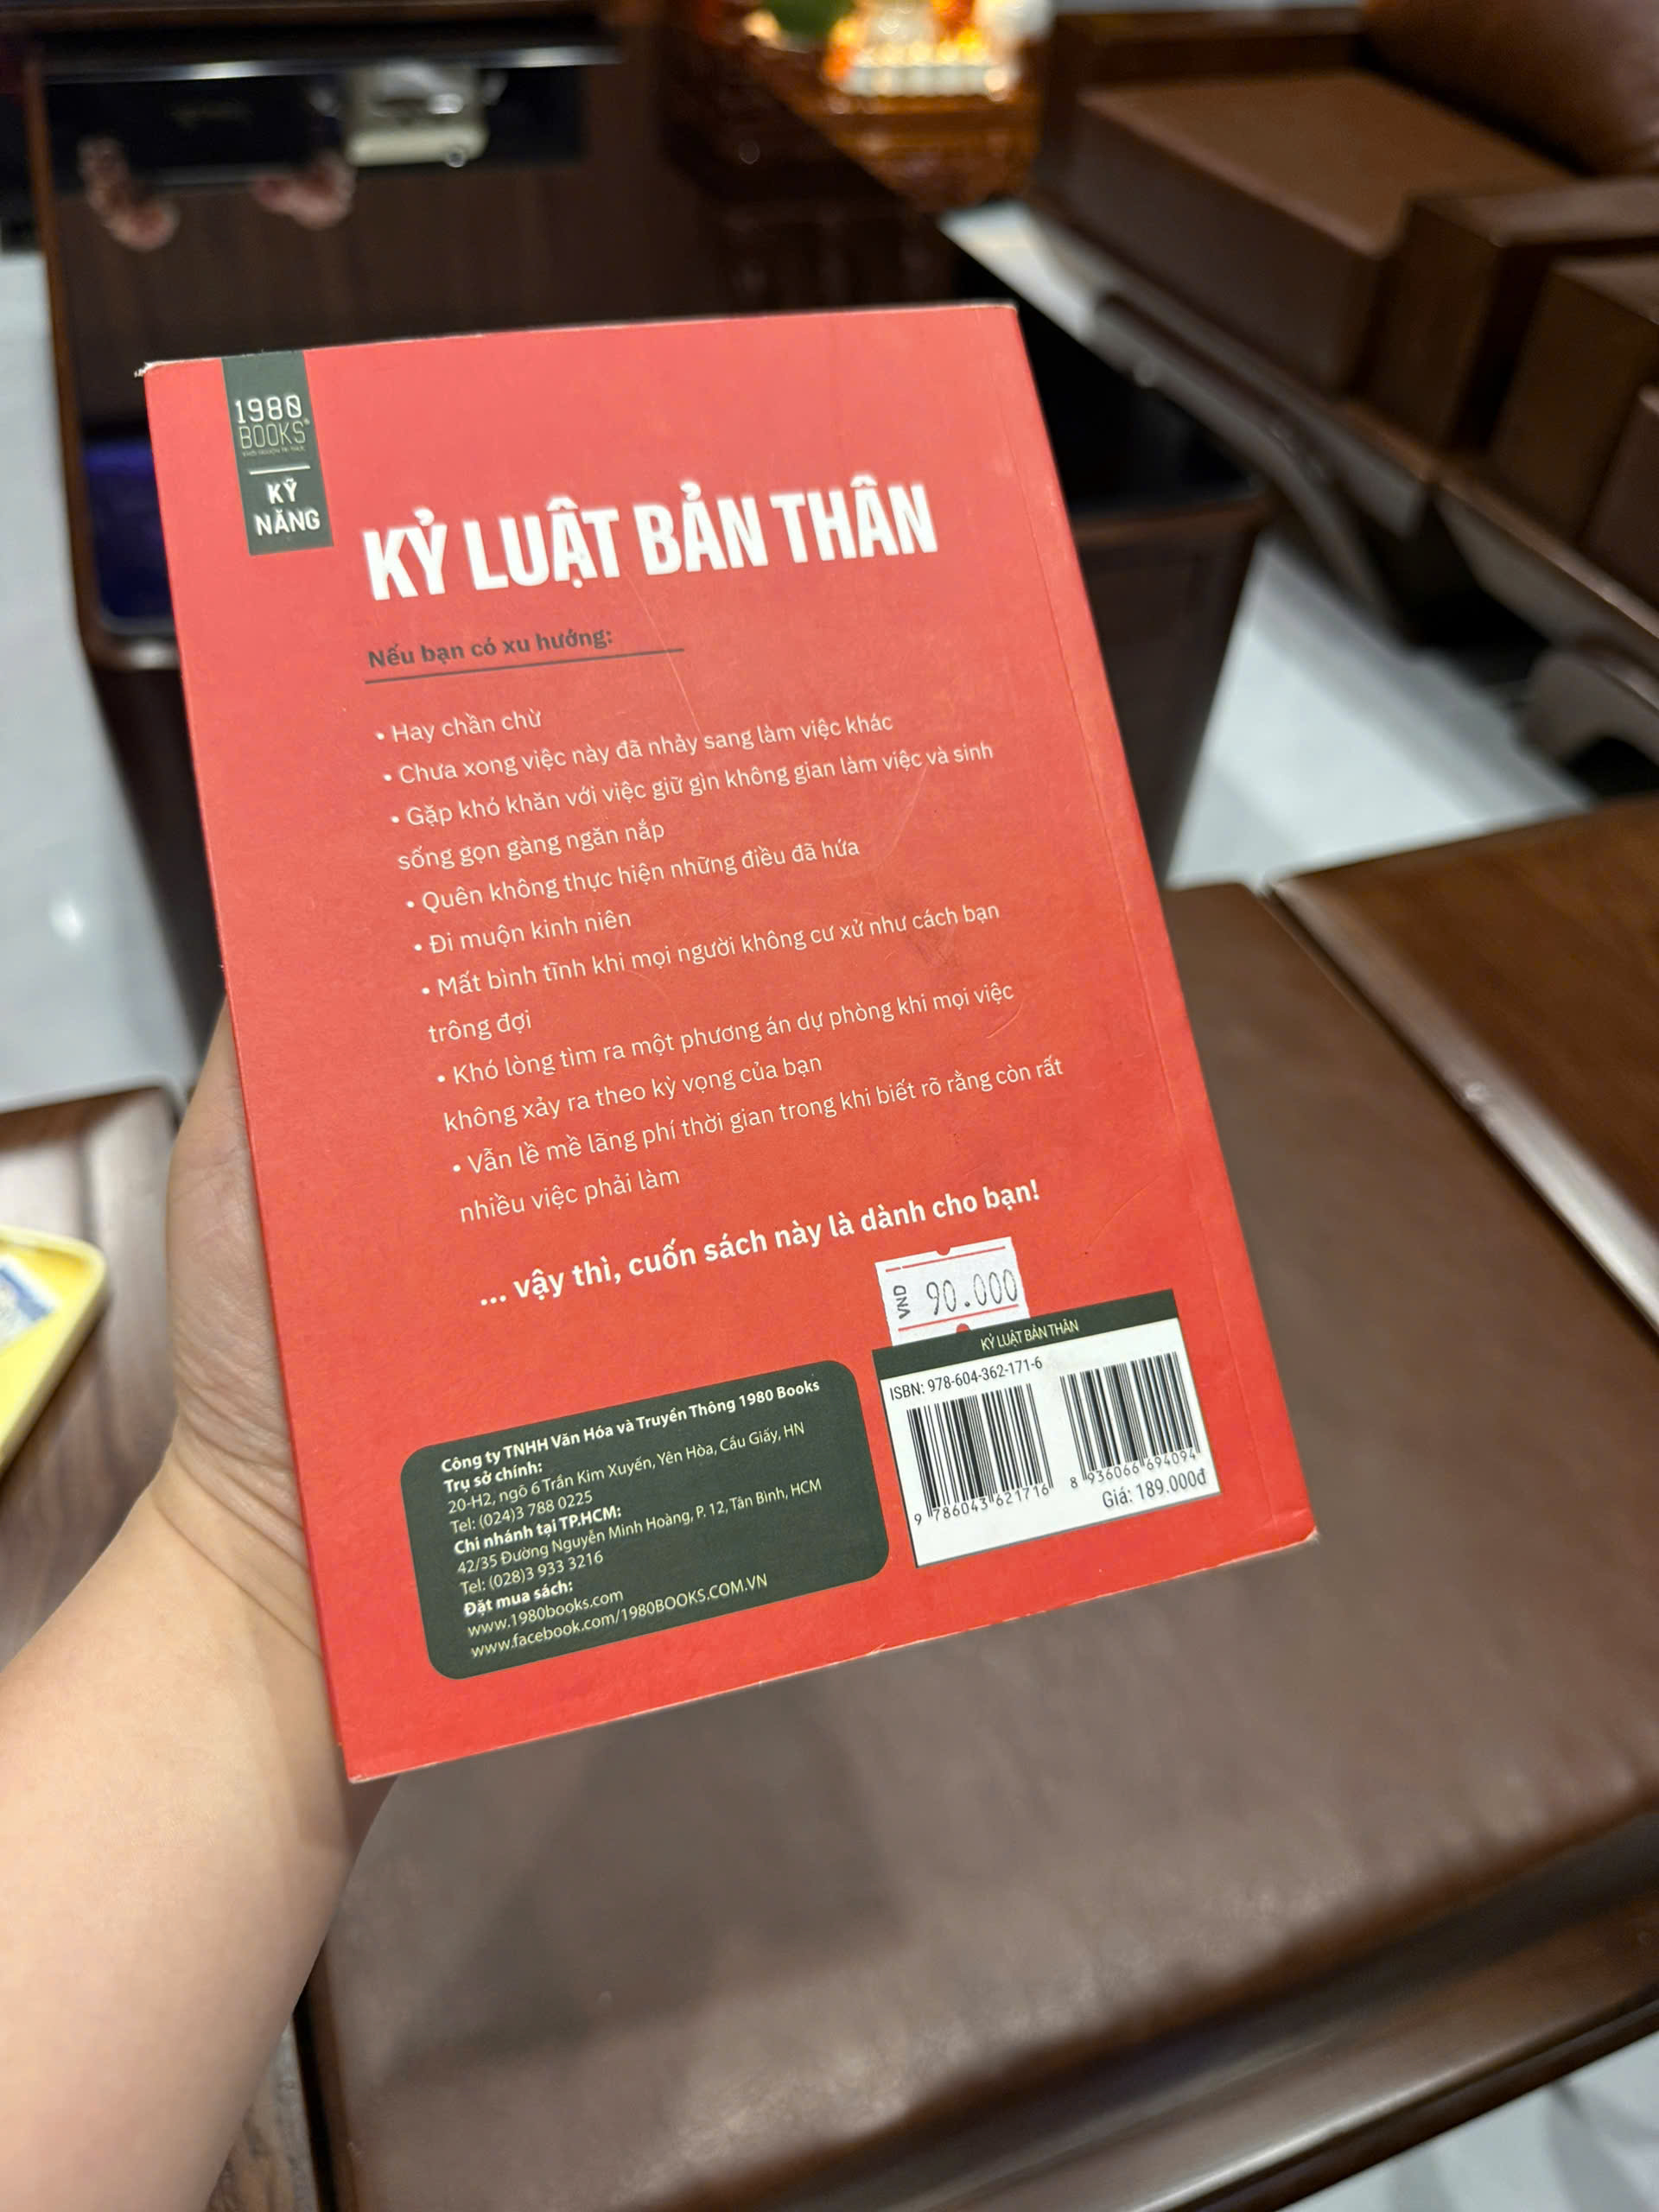 1980
BOOKS®
KỸ
NĂNG
KỶ LUẬT BẢN THÂN
Nếu bạn có xu hướng:
• Hay chần chừ
• Chưa xong việc này đã nhảy sang làm việc khác
• Gặp khó khăn với việc giữ gìn không gian làm việc và sinh
sống gọn gàng ngăn nắp
• Quên không thực hiện những điều đã hứa
• Đi muộn kinh niên
• Mất bình tĩnh khi mọi người không cư xử như cách bạn
trông đợi
• Khó lòng tìm ra một phương án dự phòng khi mọi việc
không xảy ra theo kỳ vọng của bạn
• Vẫn lề mề lãng phí thời gian trong khi biết rõ rằng còn rất
nhiều việc phải làm
... vậy thì, cuốn sách này là dành cho bạn!
VND 90.000
KỶ LUẬT BẢN THÂN
ISBN: 978-604-362-171-6
9 786043 621716
8 936066 694094
Giá: 189.000đ
Công ty TNHH Văn Hóa và Truyền Thông 1980 Books
Trụ sở chính:
20-H2, ngõ 6 Trần Kim Xuyến, Yên Hòa, Cầu Giấy, HN
Tel: (024)3 788 0225
Chi nhánh tại TP.HCM:
42/35 Đường Nguyễn Minh Hoàng, P. 12, Tân Bình, HCM
Tel: (028)3 933 3216
Đặt mua sách:
www.1980books.com
www.facebook.com/1980BOOKS.COM.VN